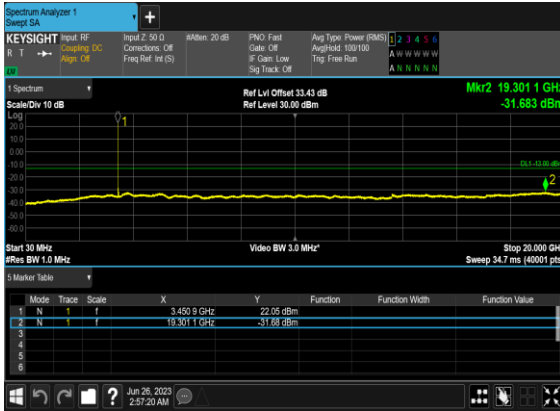 Spectrum Analyzer 1
Swept SA
KEYSIGHT Input: RF Input Z: 50 Ω #Atten: 20 dB PNO: Fast Avg Type: Power (RMS) 1 2 3 4 5 6
R T Coupling: DC Corrections: Off Gate: Off Avg|Hold: 100/100 A W W W W W
Align: Off Freq Ref: Int (S) IF Gain: Low Trig: Free Run
Sig Track: Off A N N N N N
1 Spectrum Ref Lvl Offset 33.43 dB Mkr2 19.301 1 GHz
Scale/Div 10 dB Ref Level 30.00 dBm -31.683 dBm
Log
20.0
10.0
0.00
-10.0
-20.0
-30.0
-40.0
-50.0
-60.0
1
DL1 -13.00 dBm
2
Start 30 MHz Video BW 3.0 MHz* Stop 20.000 GHz
#Res BW 1.0 MHz Sweep 34.7 ms (40001 pts)
5 Marker Table
Mode Trace Scale X Y Function Function Width Function Value
1 N 1 f 3.450 9 GHz 22.05 dBm
2 N 1 f 19.301 1 GHz -31.68 dBm
3
4
5
6
Jun 26, 2023
2:57:20 AM